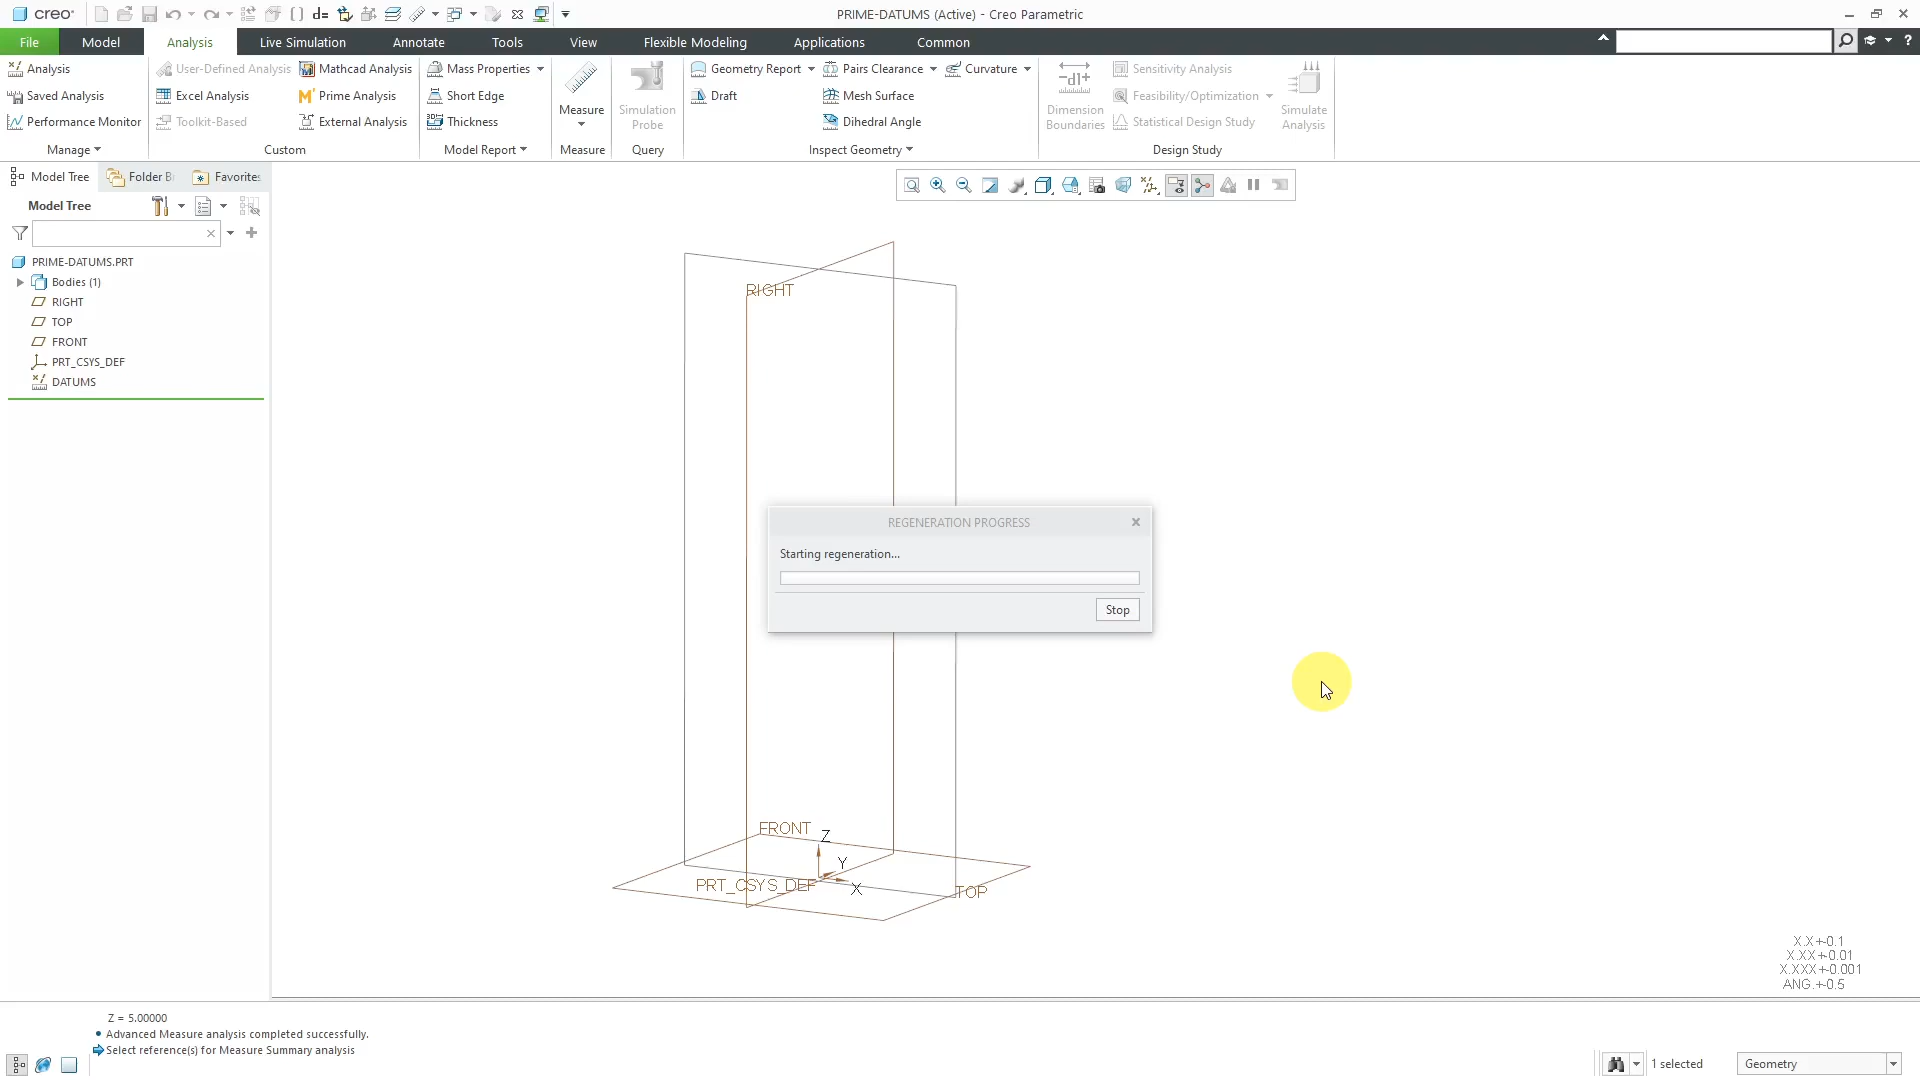 creo
PRIME-DATUMS (Active) - Creo Parametric
File Model Analysis Live Simulation Annotate Tools View Flexible Modeling Applications Common
Analysis
Saved Analysis
Performance Monitor
Manage
User-Defined Analysis
Excel Analysis
Toolkit-Based
Mathcad Analysis
Prime Analysis
External Analysis
Custom
Mass Properties
Short Edge
Thickness
Model Report
Measure
Measure
Simulation
Probe
Query
Geometry Report
Draft
Pairs Clearance
Mesh Surface
Dihedral Angle
Curvature
Inspect Geometry
Dimension
Boundaries
Sensitivity Analysis
Feasibility/Optimization
Statistical Design Study
Simulate
Analysis
Design Study
Model Tree Folder Br Favorites
Model Tree
PRIME-DATUMS.PRT
Bodies (1)
RIGHT
TOP
FRONT
PRT_CSYS_DEF
DATUMS
RIGHT
REGENERATION PROGRESS
Starting regeneration...
Stop
FRONT
Z
Y
X
PRT_CSYS_DEF
TOP
X.X+-0.1
X.XX+-0.01
X.XXX+-0.001
ANG.+-0.5
Z = 5.00000
Advanced Measure analysis completed successfully.
Select reference(s) for Measure Summary analysis
1 selected
Geometry